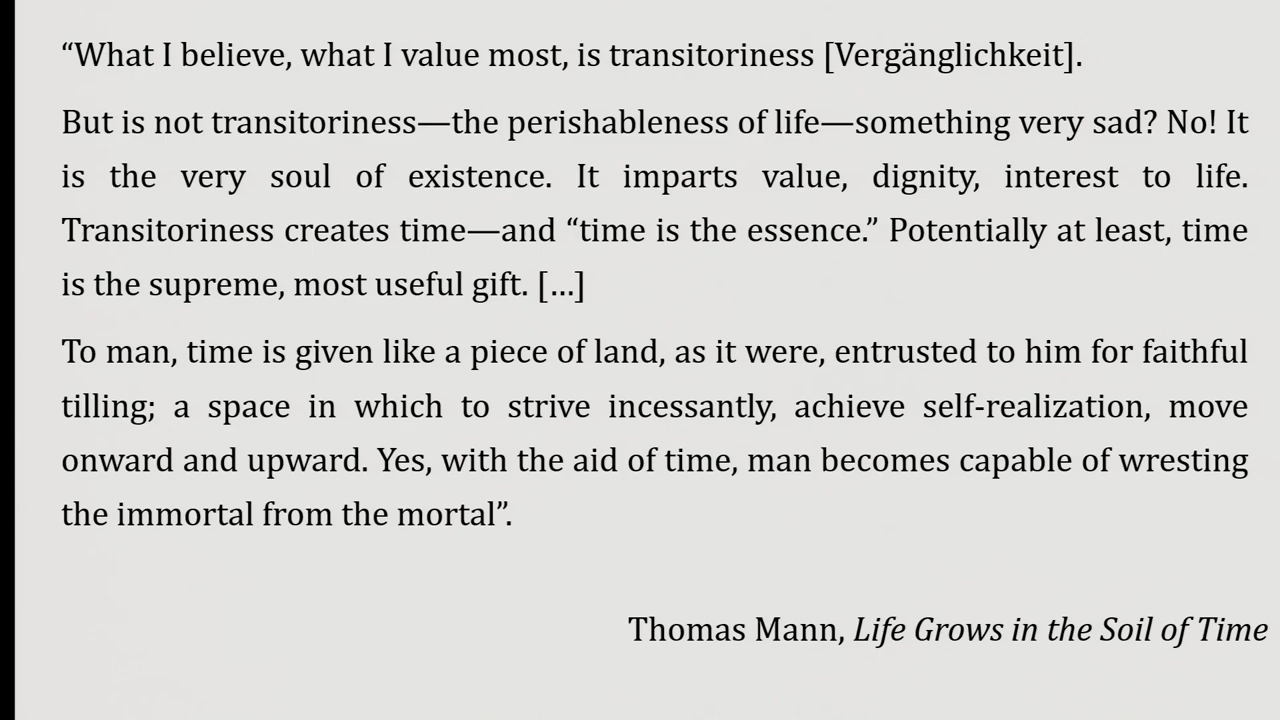 “What I believe, what I value most, is transitoriness [Vergänglichkeit].
But is not transitoriness—the perishableness of life—something very sad? No! It
is the very soul of existence. It imparts value, dignity, interest to life.
Transitoriness creates time—and “time is the essence.” Potentially at least, time
is the supreme, most useful gift. […]
To man, time is given like a piece of land, as it were, entrusted to him for faithful
tilling; a space in which to strive incessantly, achieve self-realization, move
onward and upward. Yes, with the aid of time, man becomes capable of wresting
the immortal from the mortal”.
Thomas Mann, Life Grows in the Soil of Time